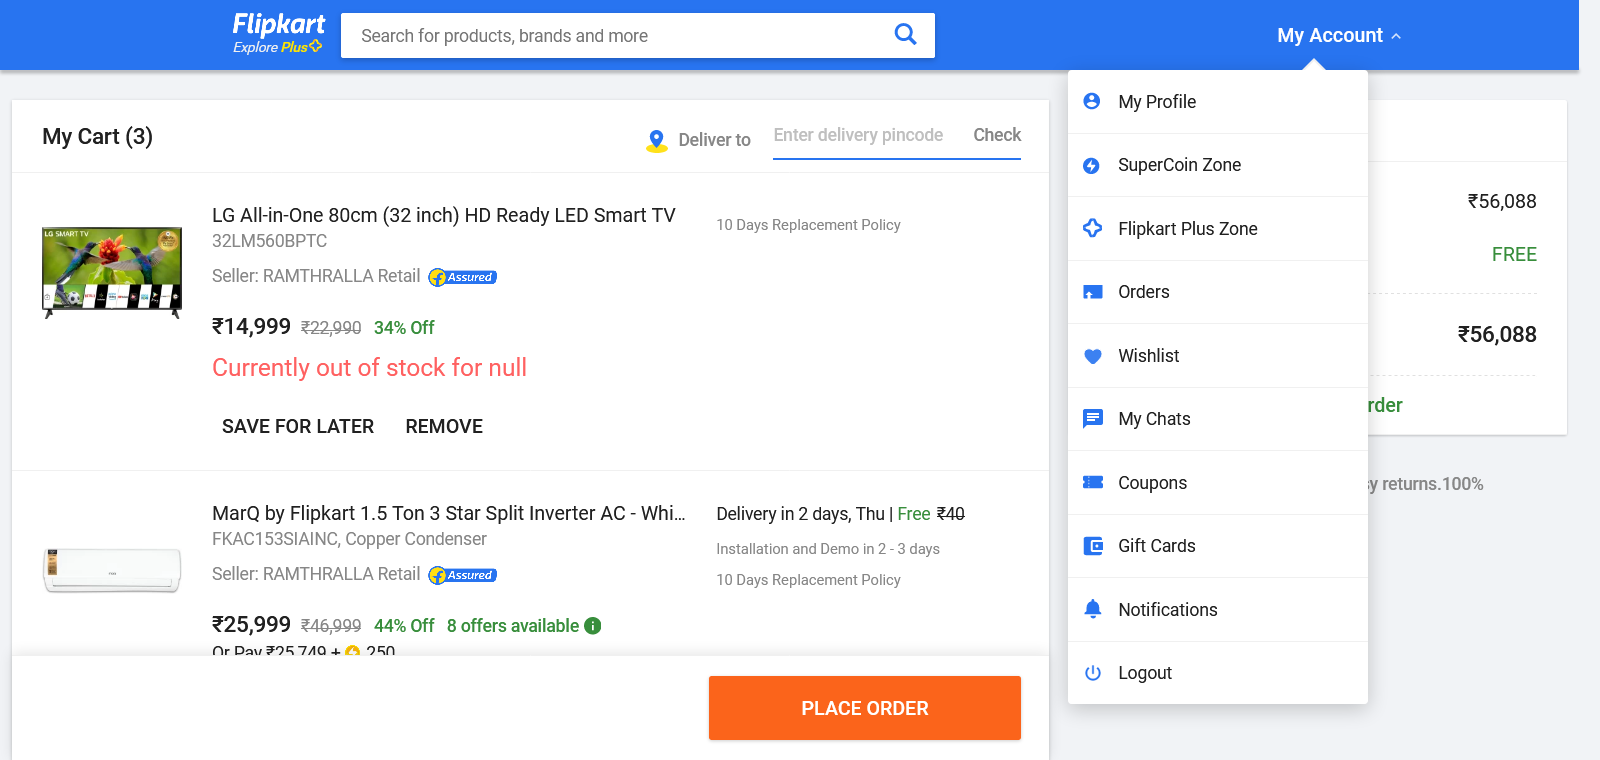 Flipkart
Explore Plus
Search for products, brands and more
My Account
My Cart (3)
Deliver to
Enter delivery pincode
Check
LG All-in-One 80cm (32 inch) HD Ready LED Smart TV
32LM560BPTC
Seller: RAMTHRALLA Retail
Assured
₹14,999 ₹22,990 34% Off
Currently out of stock for null
SAVE FOR LATER REMOVE
10 Days Replacement Policy
LG SMART TV
MarQ by Flipkart 1.5 Ton 3 Star Split Inverter AC - Whi...
FKAC153SIAINC, Copper Condenser
Seller: RAMTHRALLA Retail
Assured
₹25,999 ₹46,999 44% Off 8 offers available
Or Pay ₹25,749 + 250
Delivery in 2 days, Thu | Free ₹40
Installation and Demo in 2 - 3 days
10 Days Replacement Policy
PLACE ORDER
My Profile
SuperCoin Zone
Flipkart Plus Zone
Orders
Wishlist
My Chats
Coupons
Gift Cards
Notifications
Logout
₹56,088
FREE
₹56,088
rder
sy returns.100%